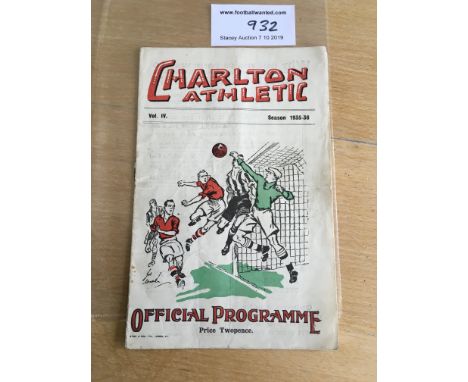 www.footballwanted.com
932
Stacey Auction 7 10 2019
CHARLTON
ATHLETIC
Vol. IV.
Season 1935-36
OFFICIAL PROGRAMME
Price Twopence.